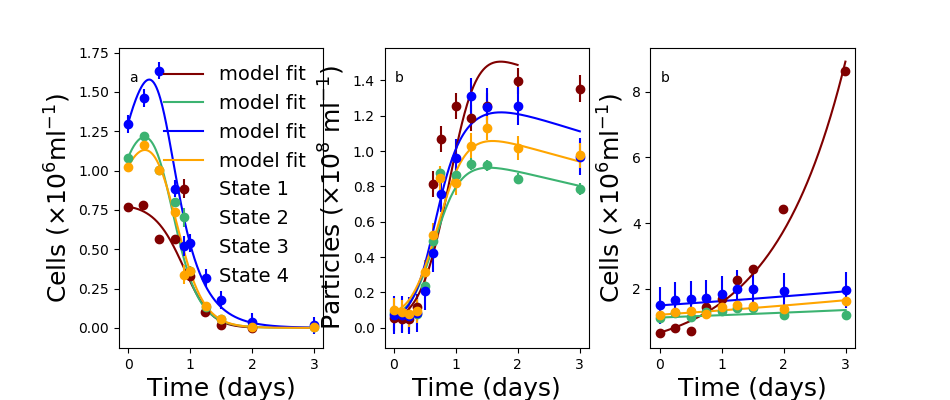 Cells (×10⁶ml⁻¹)
1.75
1.50
1.25
1.00
0.75
0.50
0.25
0.00
a
model fit
model fit
model fit
model fit
State 1
State 2
State 3
State 4
0 1 2 3
Time (days)
Particles (×10⁸ ml⁻¹)
1.4
1.2
1.0
0.8
0.6
0.4
0.2
0.0
b
0 1 2 3
Time (days)
Cells (×10⁶ml⁻¹)
8
6
4
2
b
0 1 2 3
Time (days)